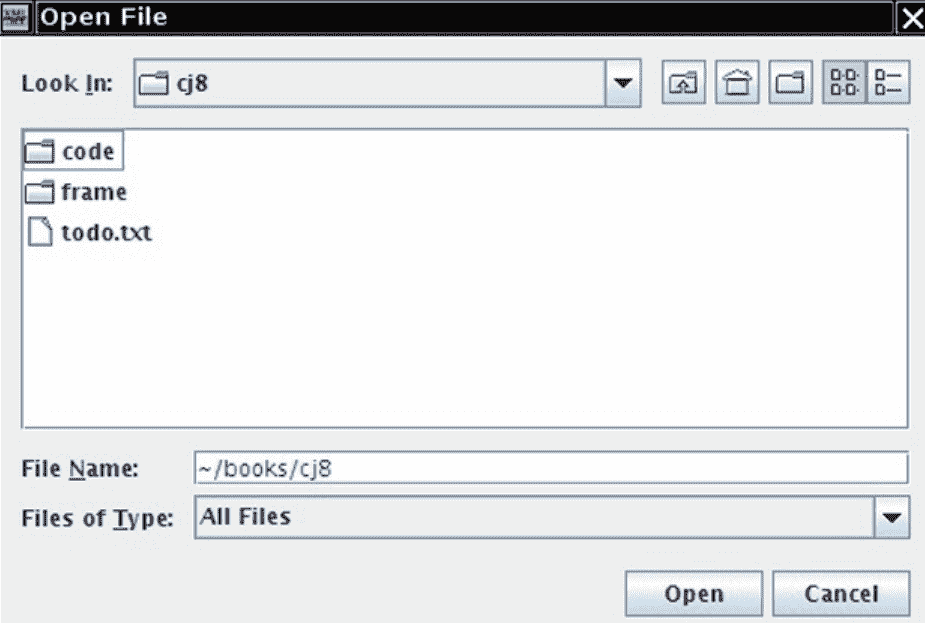 Open File
Look In: cj8
code
frame
todo.txt
File Name: ~/books/cj8
Files of Type: All Files
Open Cancel